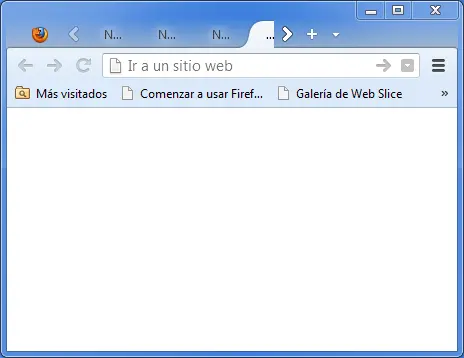 N... N... N... ...
Ir a un sitio web
Más visitados Comenzar a usar Firef... Galería de Web Slice »